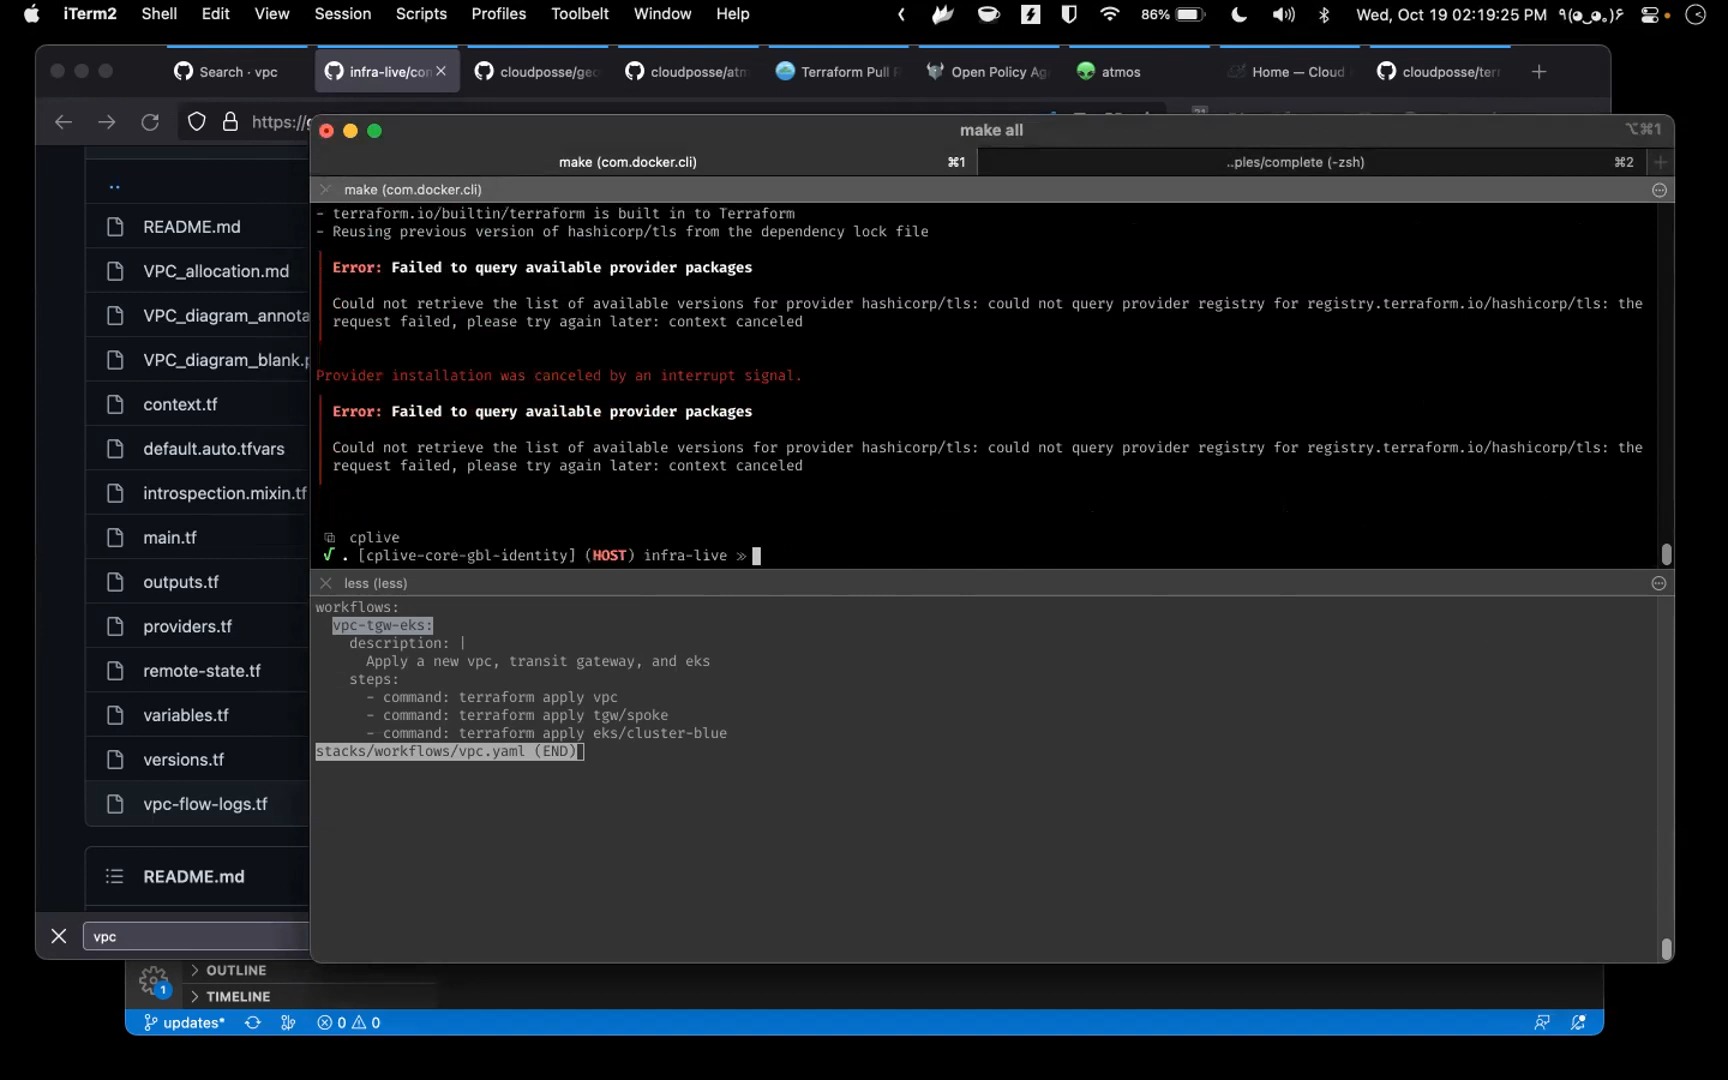 iTerm2 Shell Edit View Session Scripts Profiles Toolbelt Window Help
86% Wed, Oct 19 02:19:25 PM
Search · vpc
infra-live/con
cloudposse/geo
cloudposse/atm
Terraform Pull R
Open Policy Ag
atmos
Home — Cloud
cloudposse/terr
https://g
make all
⌥⌘1
make (com.docker.cli) ⌘1
..ples/complete (-zsh) ⌘2
make (com.docker.cli)
- terraform.io/builtin/terraform is built in to Terraform
- Reusing previous version of hashicorp/tls from the dependency lock file
Error: Failed to query available provider packages
Could not retrieve the list of available versions for provider hashicorp/tls: could not query provider registry for registry.terraform.io/hashicorp/tls: the
request failed, please try again later: context canceled
Provider installation was canceled by an interrupt signal.
Error: Failed to query available provider packages
Could not retrieve the list of available versions for provider hashicorp/tls: could not query provider registry for registry.terraform.io/hashicorp/tls: the
request failed, please try again later: context canceled
cplive
√ . [cplive-core-gbl-identity] (HOST) infra-live »
less (less)
workflows:
vpc-tgw-eks:
description: |
Apply a new vpc, transit gateway, and eks
steps:
- command: terraform apply vpc
- command: terraform apply tgw/spoke
- command: terraform apply eks/cluster-blue
stacks/workflows/vpc.yaml (END)
..
README.md
VPC_allocation.md
VPC_diagram_annota
VPC_diagram_blank.p
context.tf
default.auto.tfvars
introspection.mixin.tf
main.tf
outputs.tf
providers.tf
remote-state.tf
variables.tf
versions.tf
vpc-flow-logs.tf
README.md
vpc
OUTLINE
1
TIMELINE
updates* 0 0